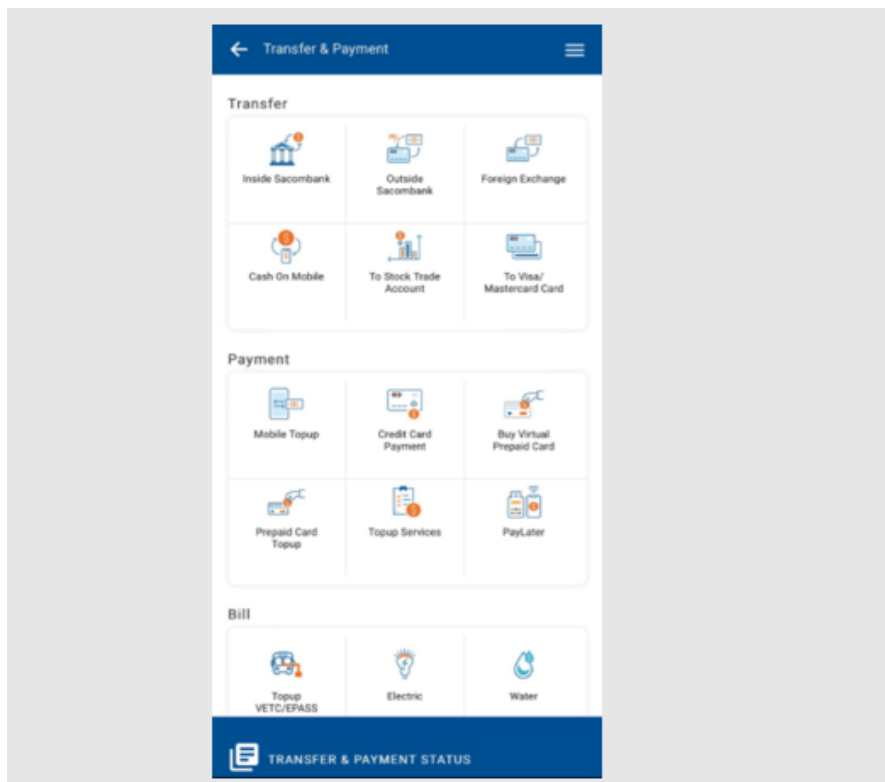 Transfer & Payment
Transfer
Inside Sacombank
Outside
Sacombank
Foreign Exchange
Cash On Mobile
To Stock Trade
Account
To Visa/
Mastercard Card
Payment
Mobile Topup
Credit Card
Payment
Buy Virtual
Prepaid Card
Prepaid Card
Topup
Topup Services
PayLater
Bill
Topup
VETC/EPASS
Electric
Water
TRANSFER & PAYMENT STATUS